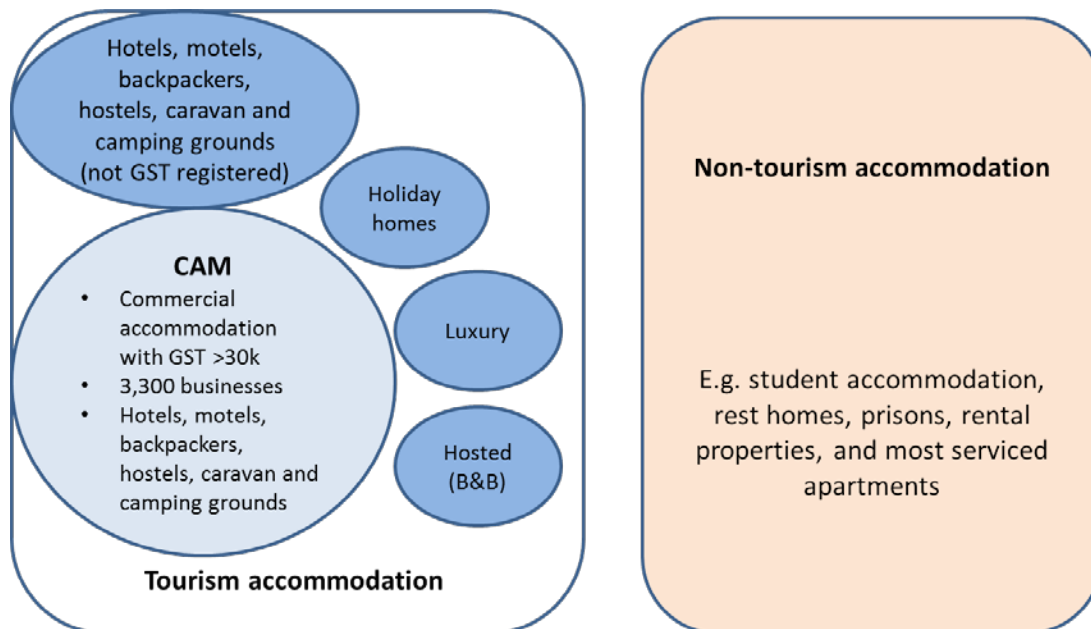 Hotels, motels,
backpackers,
hostels, caravan and
camping grounds
(not GST registered)
Holiday
homes
CAM
• Commercial
accommodation
with GST >30k
• 3,300 businesses
• Hotels, motels,
backpackers,
hostels, caravan and
camping grounds
Luxury
Hosted
(B&B)
Tourism accommodation
Non-tourism accommodation
E.g. student accommodation,
rest homes, prisons, rental
properties, and most serviced
apartments